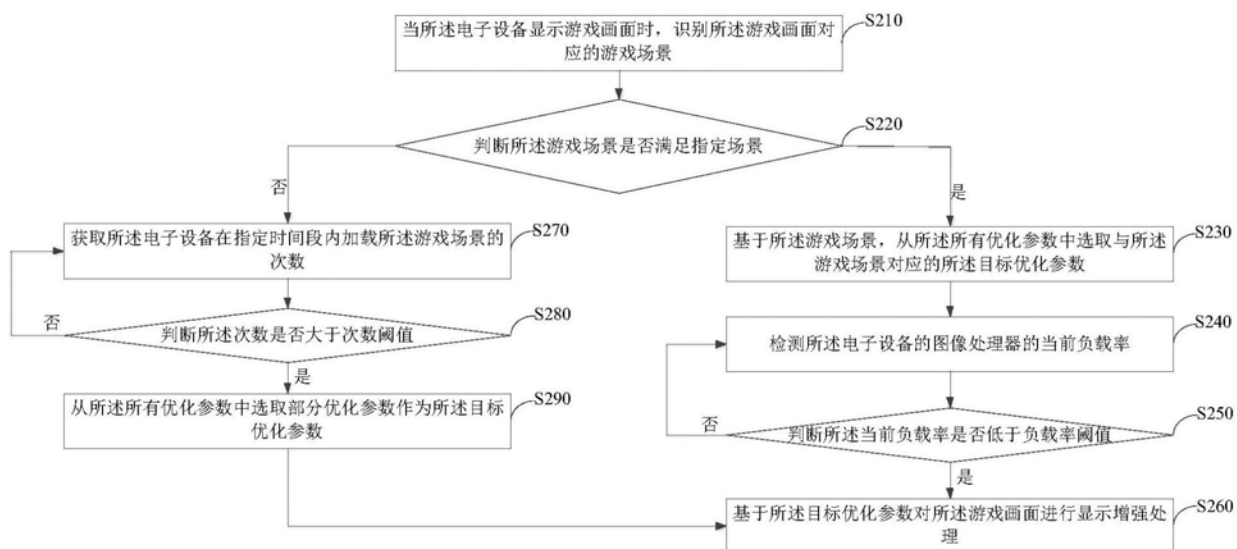 当所述电子设备显示游戏画面时，识别所述游戏画面对
应的游戏场景
S210
判断所述游戏场景是否满足指定场景
S220
否
是
获取所述电子设备在指定时间段内加载所述游戏场景的
次数
S270
基于所述游戏场景，从所述所有优化参数中选取与所述
游戏场景对应的所述目标优化参数
S230
否
判断所述次数是否大于次数阈值
S280
检测所述电子设备的图像处理器的当前负载率
S240
是
从所述所有优化参数中选取部分优化参数作为所述目标
优化参数
S290
否
判断所述当前负载率是否低于负载率阈值
S250
是
基于所述目标优化参数对所述游戏画面进行显示增强处
理
S260